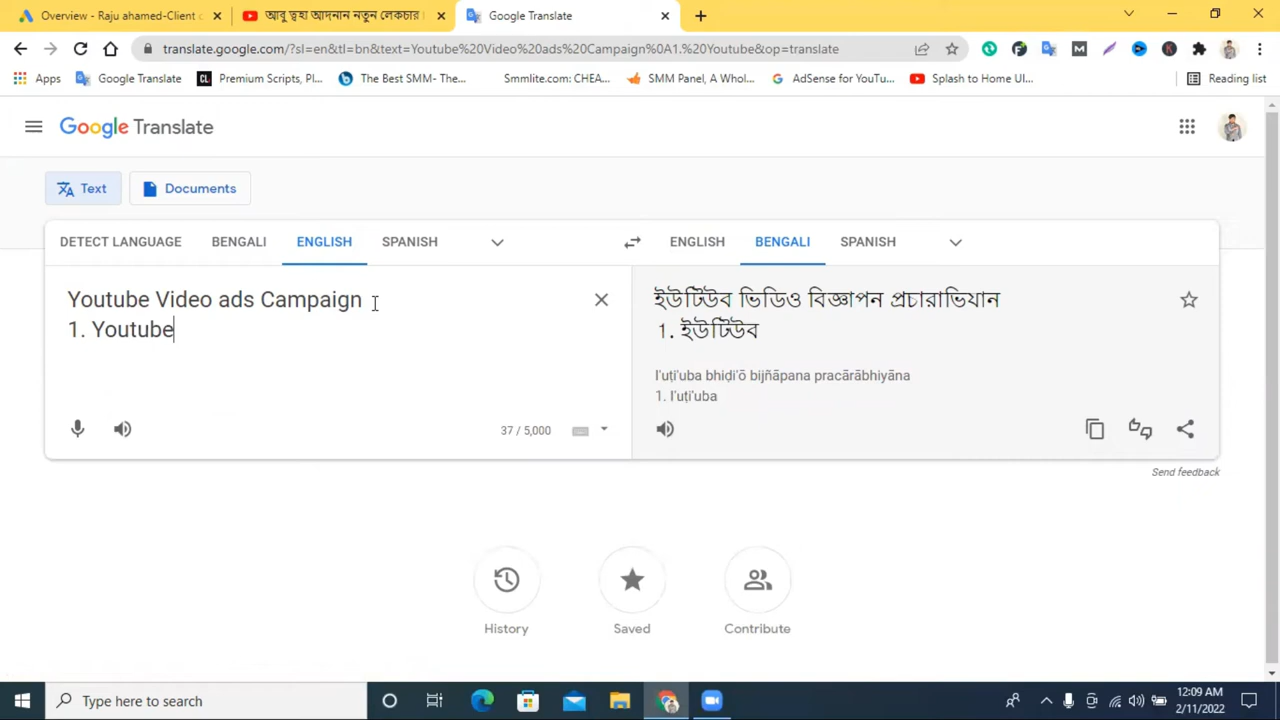 Overview - Raju ahamed-Client
আবু ত্বহা আদনান নতুন লেকচার।
Google Translate
translate.google.com/?sl=en&tl=bn&text=Youtube%20Video%20ads%20Campaign%0A1.%20Youtube&op=translate
Apps
Google Translate
Premium Scripts, Pl...
The Best SMM- The...
Smmlite.com: CHEA...
SMM Panel, A Whol...
AdSense for YouTu...
Splash to Home UI...
Reading list
Google Translate
Text
Documents
DETECT LANGUAGE BENGALI ENGLISH SPANISH
ENGLISH BENGALI SPANISH
Youtube Video ads Campaign
1. Youtube
37 / 5,000
ইউটিউব ভিডিও বিজ্ঞাপন প্রচারাভিযান
1. ইউটিউব
I'uṭi'uba bhiḍi'ō bijñāpana pracārābhiyāna
1. I'uṭi'uba
Send feedback
History
Saved
Contribute
Type here to search
12:09 AM
2/11/2022